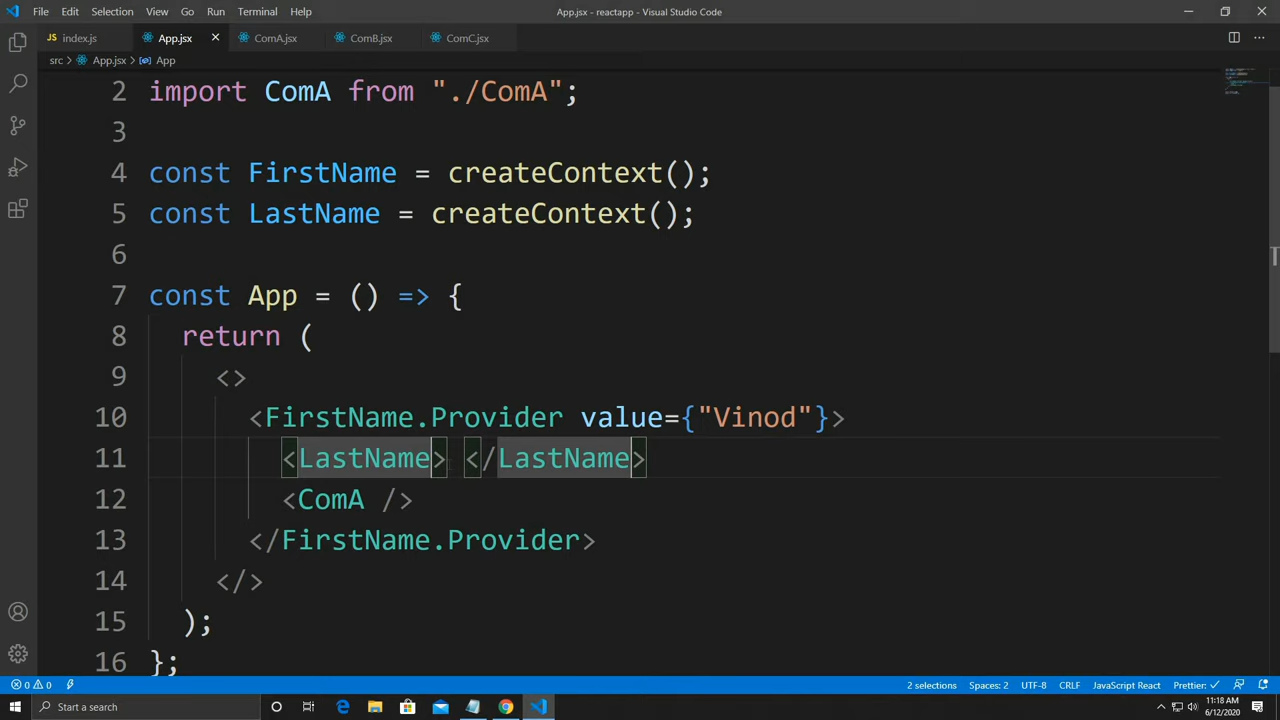 File Edit Selection View Go Run Terminal Help App.jsx - reactapp - Visual Studio Code
JS index.js App.jsx ComA.jsx ComB.jsx ComC.jsx
src > App.jsx > App
2 import ComA from "./ComA";
3
4 const FirstName = createContext();
5 const LastName = createContext();
6
7 const App = () => {
8 return (
9 <>
10 <FirstName.Provider value={"Vinod"}>
11 <LastName> </LastName>
12 <ComA />
13 </FirstName.Provider>
14 </>
15 );
16 };
0 0 2 selections Spaces: 2 UTF-8 CRLF JavaScript React Prettier: ✓
Start a search 11:18 AM
6/12/2020